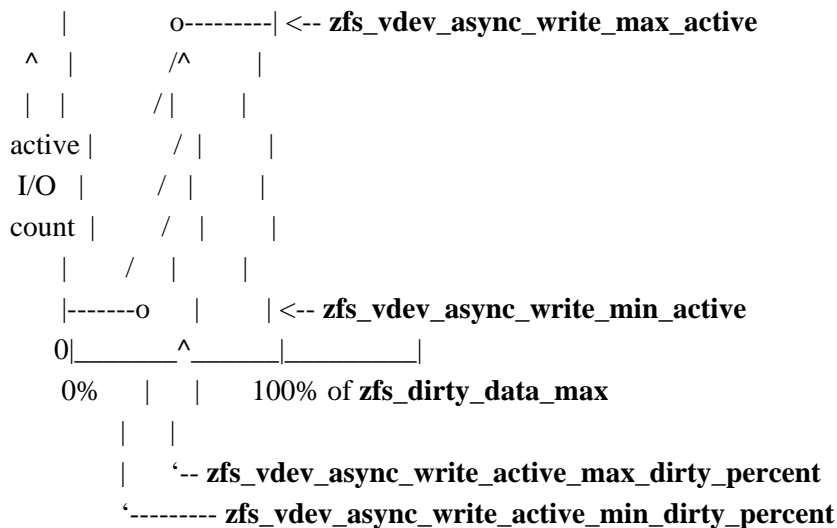 |              o---------| <-- zfs_vdev_async_write_max_active
^    |             /^         |
|    |            / |         |
active |           /  |         |
I/O   |          /   |         |
count |         /    |         |
|       /     |         |
|-------o      |         | <-- zfs_vdev_async_write_min_active
0|_______^______|_________|
0%      |      |        100% of zfs_dirty_data_max
|      |
|      ‘-- zfs_vdev_async_write_active_max_dirty_percent
‘--------- zfs_vdev_async_write_active_min_dirty_percent